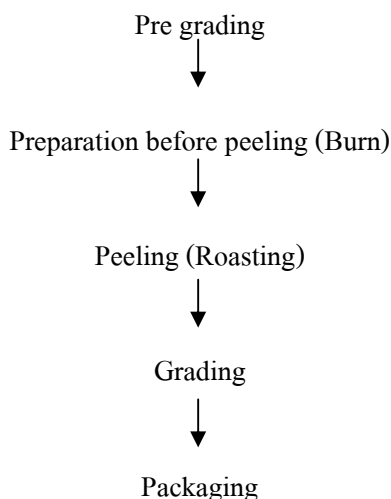 Pre grading
Preparation before peeling (Burn)
Peeling (Roasting)
Grading
Packaging